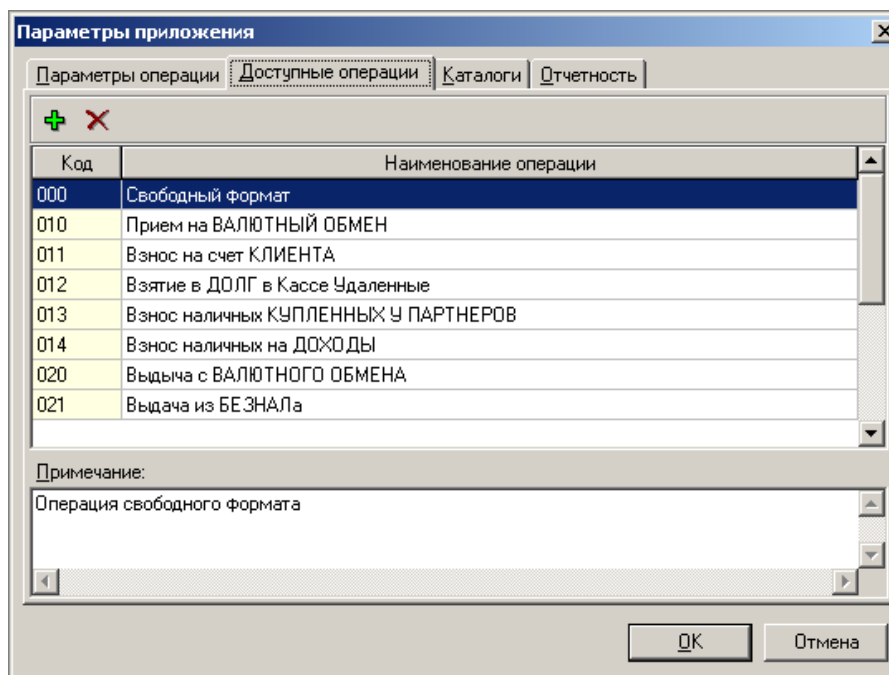 Параметры приложения
Параметры операции Доступные операции Каталоги Отчетность
Код Наименование операции
000 Свободный формат
010 Прием на ВАЛЮТНЫЙ ОБМЕН
011 Взнос на счет КЛИЕНТА
012 Взятие в ДОЛГ в Кассе Удаленные
013 Взнос наличных КУПЛЕННЫХ У ПАРТНЕРОВ
014 Взнос наличных на ДОХОДЫ
020 Выдыча с ВАЛЮТНОГО ОБМЕНА
021 Выдача из БЕЗНАЛа
Примечание:
Операция свободного формата
OK Отмена